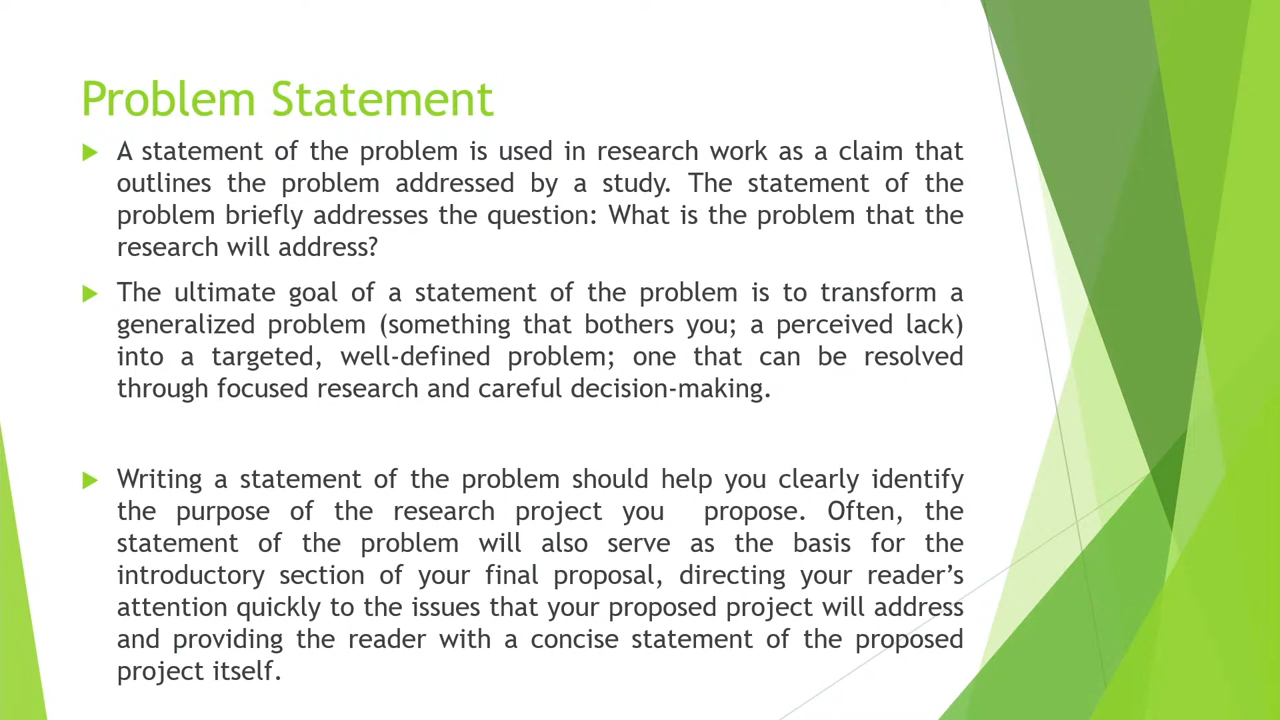 Problem Statement
A statement of the problem is used in research work as a claim that
outlines the problem addressed by a study. The statement of the
problem briefly addresses the question: What is the problem that the
research will address?
The ultimate goal of a statement of the problem is to transform a
generalized problem (something that bothers you; a perceived lack)
into a targeted, well-defined problem; one that can be resolved
through focused research and careful decision-making.
Writing a statement of the problem should help you clearly identify
the purpose of the research project you propose. Often, the
statement of the problem will also serve as the basis for the
introductory section of your final proposal, directing your reader’s
attention quickly to the issues that your proposed project will address
and providing the reader with a concise statement of the proposed
project itself.